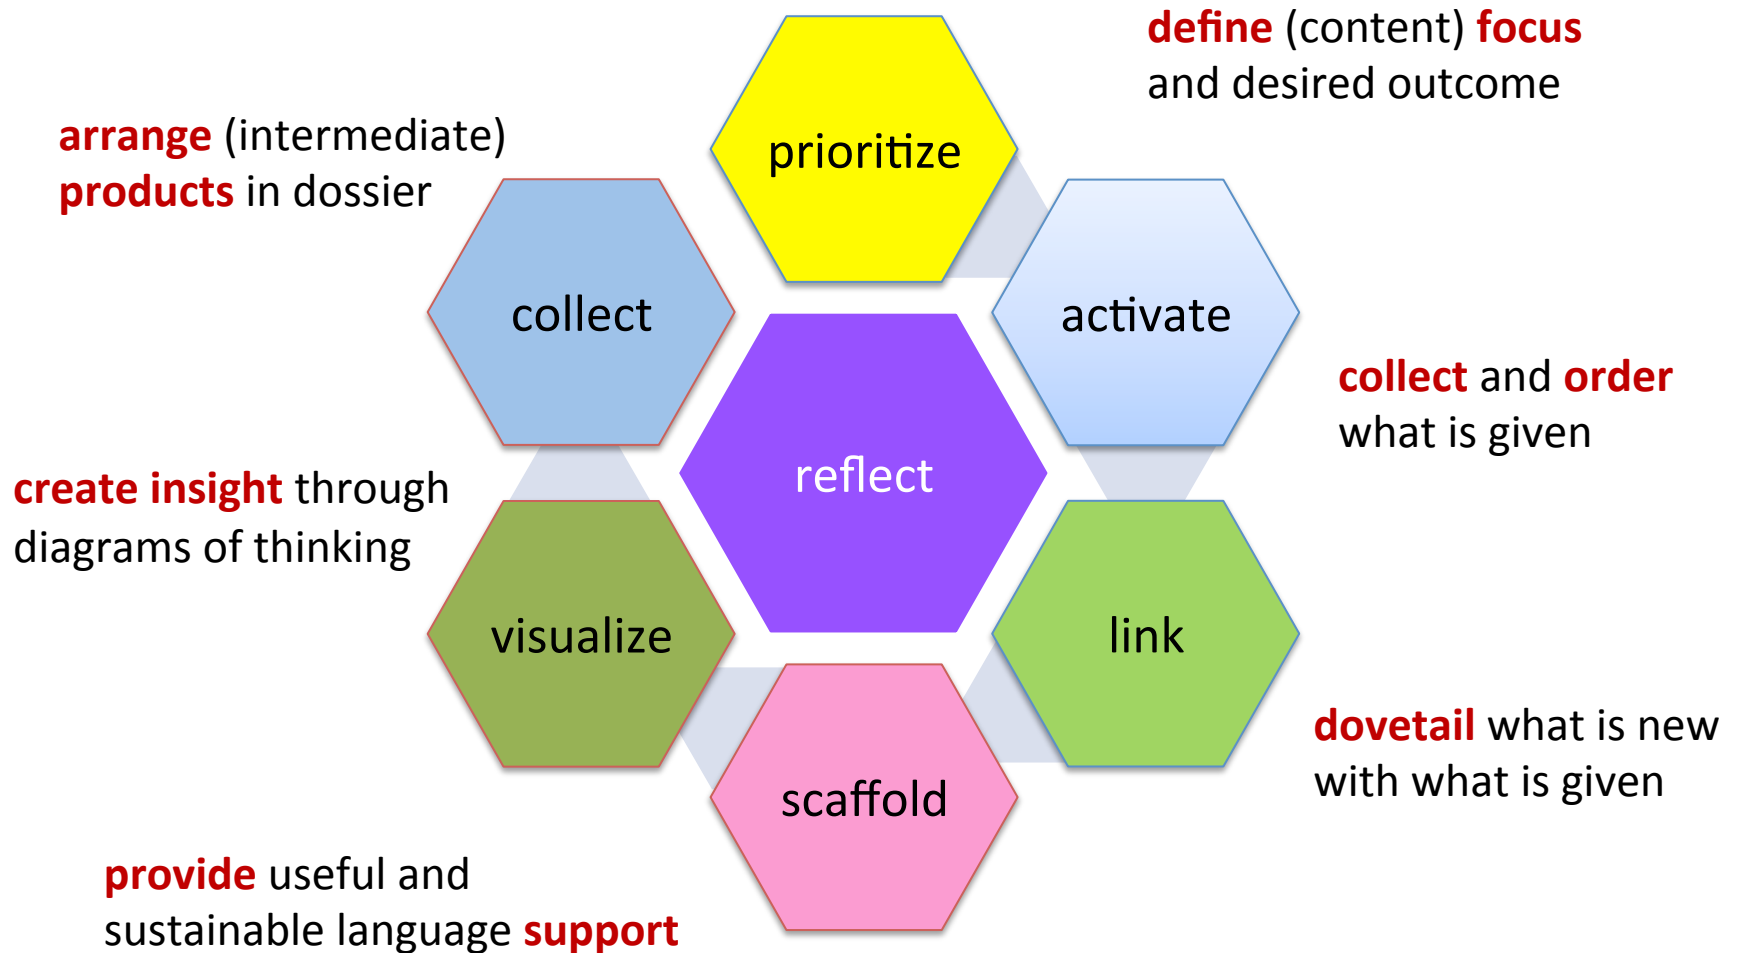 prioritize
define (content) focus
and desired outcome
activate
collect and order
what is given
link
dovetail what is new
with what is given
scaffold
provide useful and
sustainable language support
visualize
create insight through
diagrams of thinking
collect
arrange (intermediate)
products in dossier
reflect